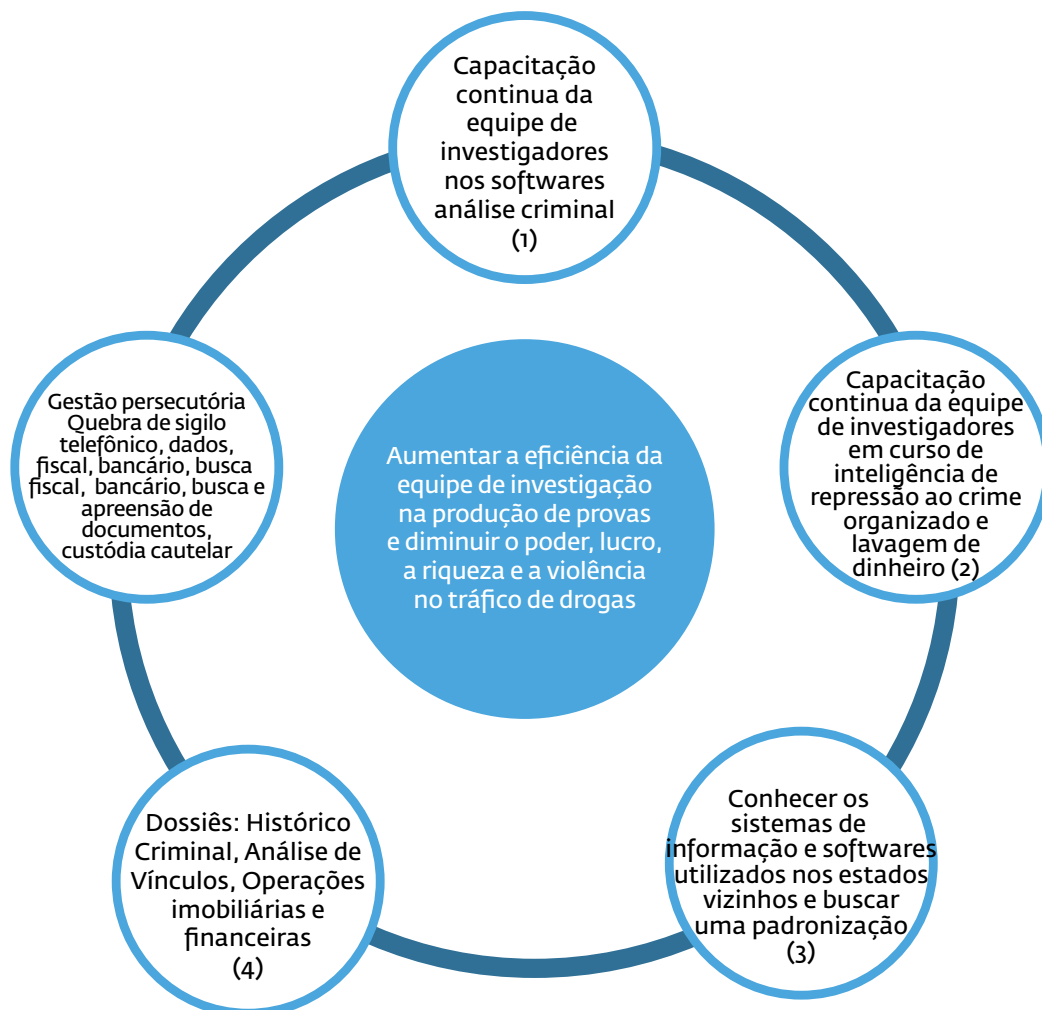 Capacitação
continua da
equipe de
investigadores
nos softwares
análise criminal
(1)
Capacitação
continua da equipe
de investigadores
em curso de
inteligência de
repressão ao crime
organizado e
lavagem de
dinheiro (2)
Conhecer os
sistemas de
informação e softwares
utilizados nos estados
vizinhos e buscar
uma padronização
(3)
Dossiês: Histórico
Criminal, Análise de
Vínculos, Operações
imobiliárias e
financeiras
(4)
Gestão persecutória
Quebra de sigilo
telefônico, dados,
fiscal, bancário, busca
fiscal, bancário, busca e
apreensão de
documentos,
custódia cautelar
Aumentar a eficiência da
equipe de investigação
na produção de provas
e diminuir o poder, lucro,
a riqueza e a violência
no tráfico de drogas